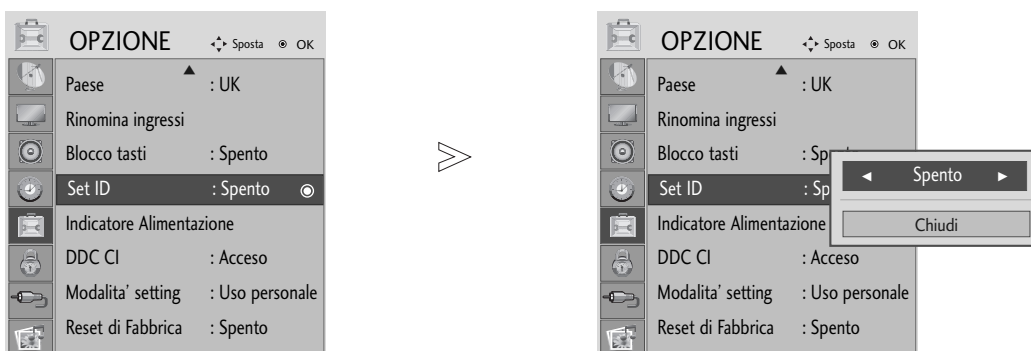 OPZIONE Sposta OK
Paese : UK
Rinomina ingressi
Blocco tasti : Spento
Set ID : Spento
Indicatore Alimentazione
DDC CI : Acceso
Modalita' setting : Uso personale
Reset di Fabbrica : Spento
OPZIONE Sposta OK
Paese : UK
Rinomina ingressi
Blocco tasti : Spento
Set ID : Sp
Indicatore Alimentazione
DDC CI : Acceso
Modalita' setting : Uso personale
Reset di Fabbrica : Spento
◄ Spento ►
Chiudi